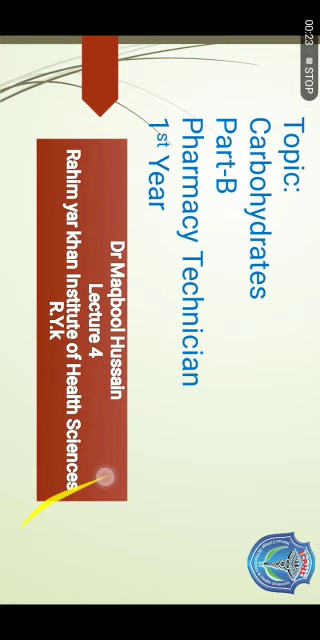 00:23 STOP
Topic:
Carbohydrates
Part-B
Pharmacy Technician
1st Year
Dr Maqbool Hussain
Lecture 4
Rahim yar khan Institute of Health Sciences
R.Y.k